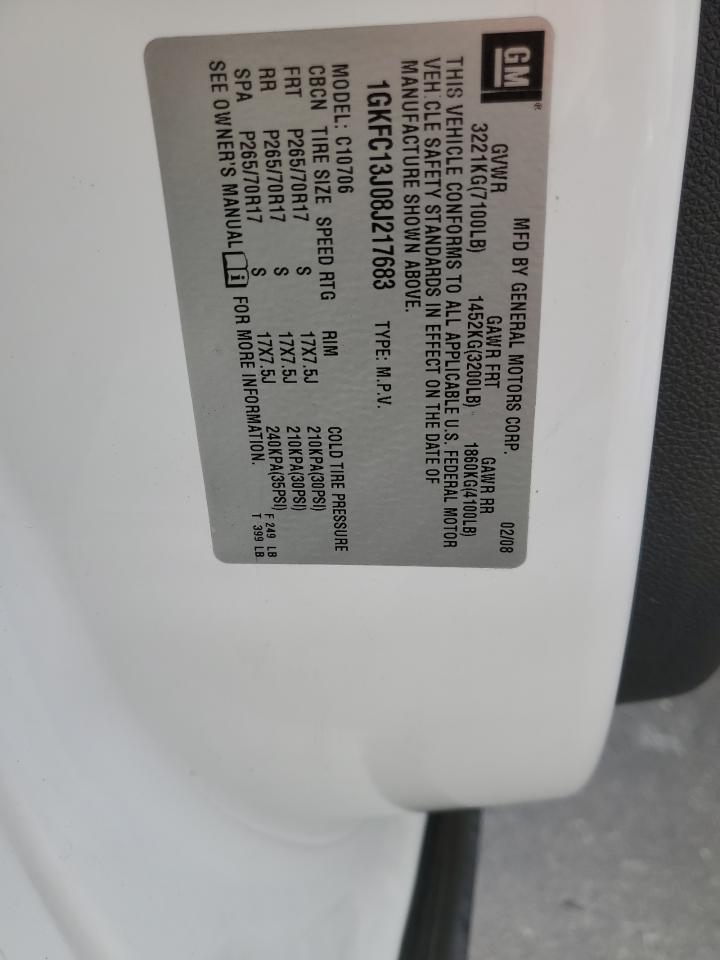 GM®
MFD BY GENERAL MOTORS CORP. 02/08
GVWR GAWR FRT GAWR RR
3221KG(7100LB) 1452KG(3200LB) 1860KG(4100LB)
THIS VEHICLE CONFORMS TO ALL APPLICABLE U.S. FEDERAL MOTOR
VEHICLE SAFETY STANDARDS IN EFFECT ON THE DATE OF
MANUFACTURE SHOWN ABOVE.
1GKFC13J08J217683 TYPE: M.P.V.
MODEL: C10706
CBCN TIRE SIZE SPEED RTG RIM COLD TIRE PRESSURE
FRT P265/70R17 S 17X7.5J 210KPA(30PSI)
RR P265/70R17 S 17X7.5J 210KPA(30PSI)
SPA P265/70R17 S 17X7.5J 240KPA(35PSI)
SEE OWNER'S MANUAL i FOR MORE INFORMATION.
F 249 LB
T 399 LB